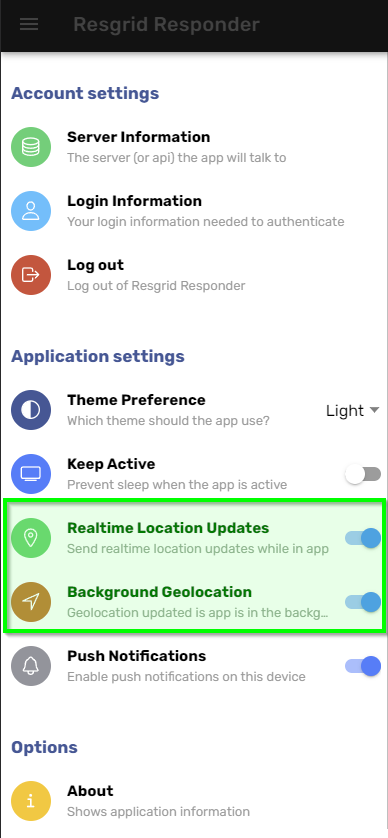 Resgrid Responder
Account settings
Server Information
The server (or api) the app will talk to
Login Information
Your login information needed to authenticate
Log out
Log out of Resgrid Responder
Application settings
Theme Preference
Which theme should the app use?
Light
Keep Active
Prevent sleep when the app is active
Realtime Location Updates
Send realtime location updates while in app
Background Geolocation
Geolocation updated is app is in the backg...
Push Notifications
Enable push notifications on this device
Options
About
Shows application information